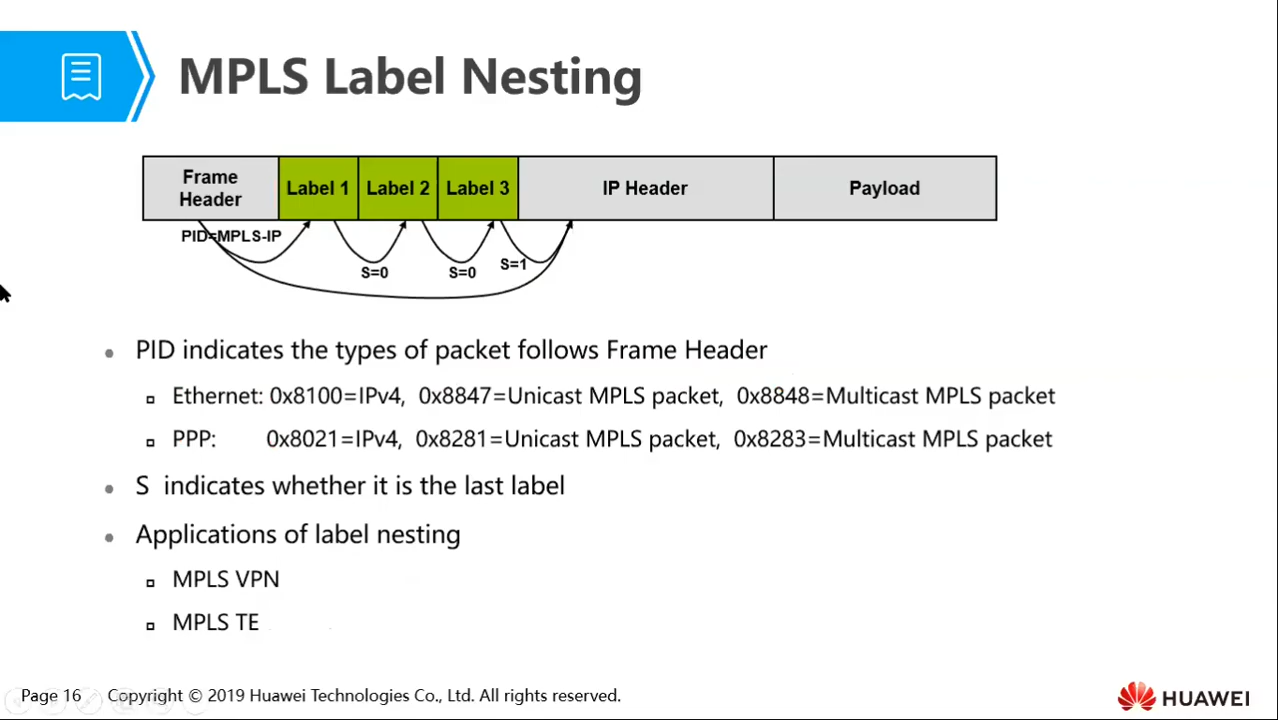 MPLS Label Nesting
Frame
Header
Label 1
Label 2
Label 3
IP Header
Payload
PID=MPLS-IP
S=0
S=0
S=1
PID indicates the types of packet follows Frame Header
Ethernet: 0x8100=IPv4, 0x8847=Unicast MPLS packet, 0x8848=Multicast MPLS packet
PPP: 0x8021=IPv4, 0x8281=Unicast MPLS packet, 0x8283=Multicast MPLS packet
S indicates whether it is the last label
Applications of label nesting
MPLS VPN
MPLS TE
Page 16 Copyright © 2019 Huawei Technologies Co., Ltd. All rights reserved.
HUAWEI